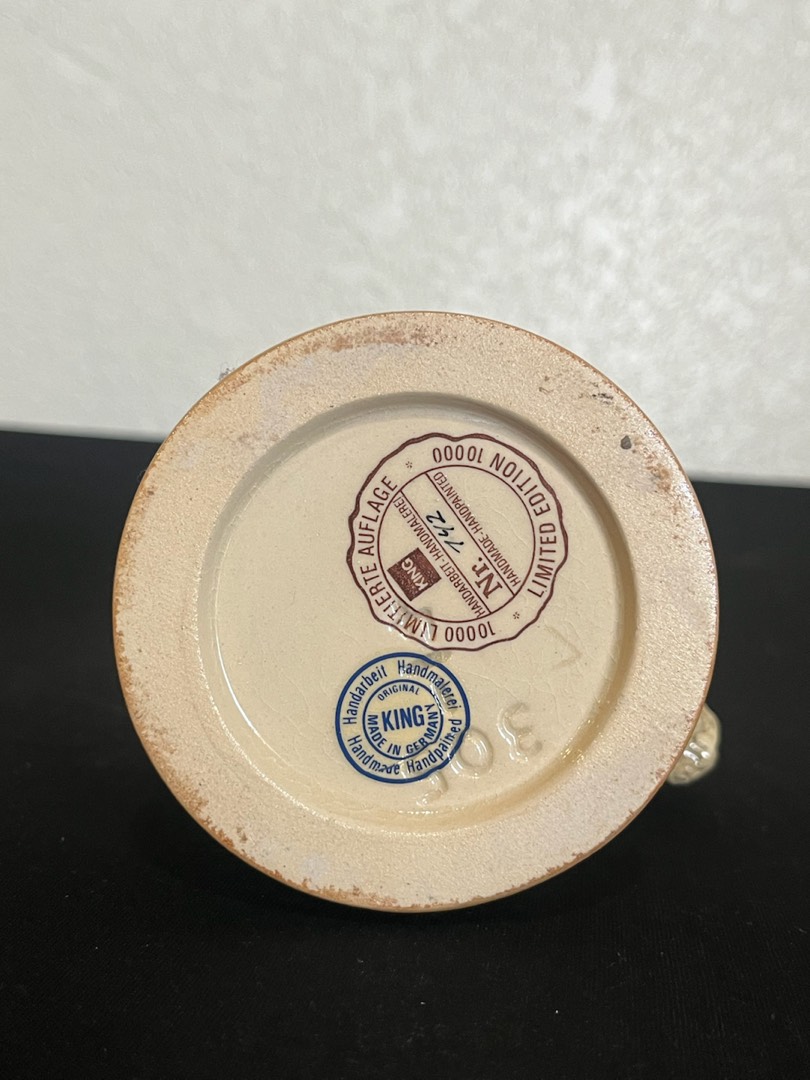 10000 LIMITIERTE AUFLAGE * LIMITED EDITION 10000 *
HANDARBEIT-HANDMALEREI
KING Nr. 742
HANDMADE-HANDPAINTED
Handarbeit Handmalerei
ORIGINAL
KING
MADE IN GERMANY
Handmade Handpainted